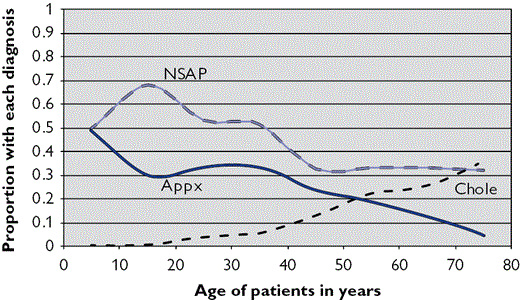 Proportion with each diagnosis
1
0.9
0.8
0.7
0.6
0.5
0.4
0.3
0.2
0.1
0
NSAP
Appx
Chole
0 10 20 30 40 50 60 70 80
Age of patients in years